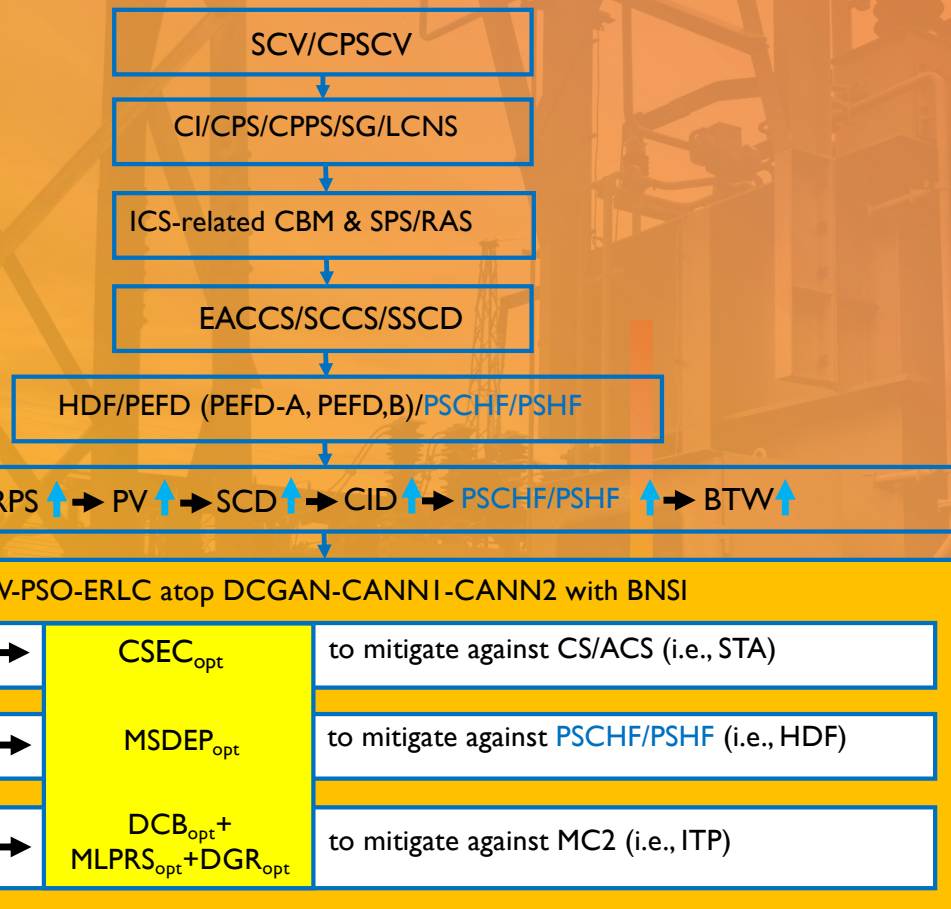 SCV/CPSCV
CI/CPS/CPPS/SG/LCNS
ICS-related CBM & SPS/RAS
EACCS/SCCS/SSCD
HDF/PEFD (PEFD-A, PEFD,B)/PSCHF/PSHF
RPS ⬆ ➔ PV ⬆ ➔ SCD ⬆ ➔ CID ⬆ ➔ PSCHF/PSHF ⬆ ➔ BTW ⬆
-PSO-ERLC atop DCGAN-CANN1-CANN2 with BNSI
➔ CSECopt to mitigate against CS/ACS (i.e., STA)
➔ MSDEPopt to mitigate against PSCHF/PSHF (i.e., HDF)
➔ DCBopt+
MLPRSopt+DGRopt to mitigate against MC2 (i.e., ITP)